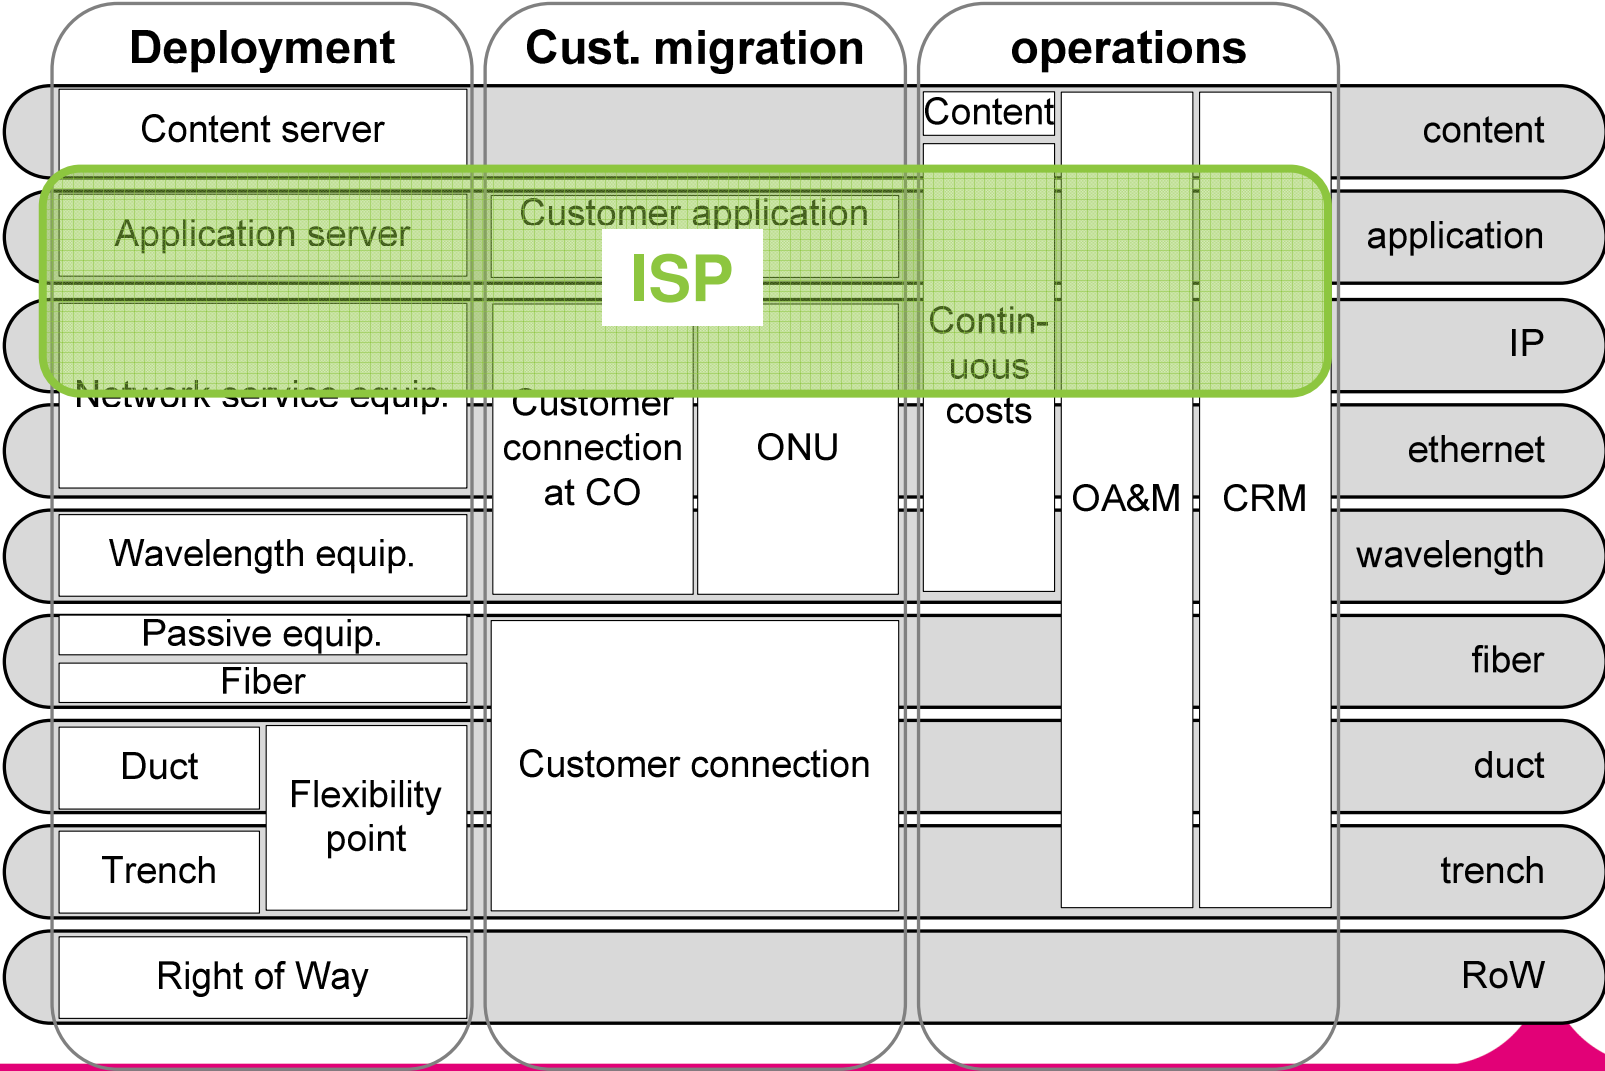 Deployment
Cust. migration
operations
Content server
Content
content
Application server
Customer application
application
ISP
Contin-
uous
costs
IP
Network service equip.
Customer
connection
at CO
ONU
ethernet
OA&M
CRM
Wavelength equip.
wavelength
Passive equip.
Fiber
fiber
Duct
Flexibility
point
Customer connection
duct
Trench
trench
Right of Way
RoW